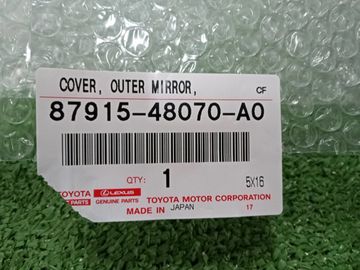 COVER, OUTER MIRROR, CF
87915-48070-A0
QTY: 1 5X16
TOYOTA LEXUS TOYOTA MOTOR CORPORATION
PARTS GENUINE PARTS MADE IN JAPAN 17